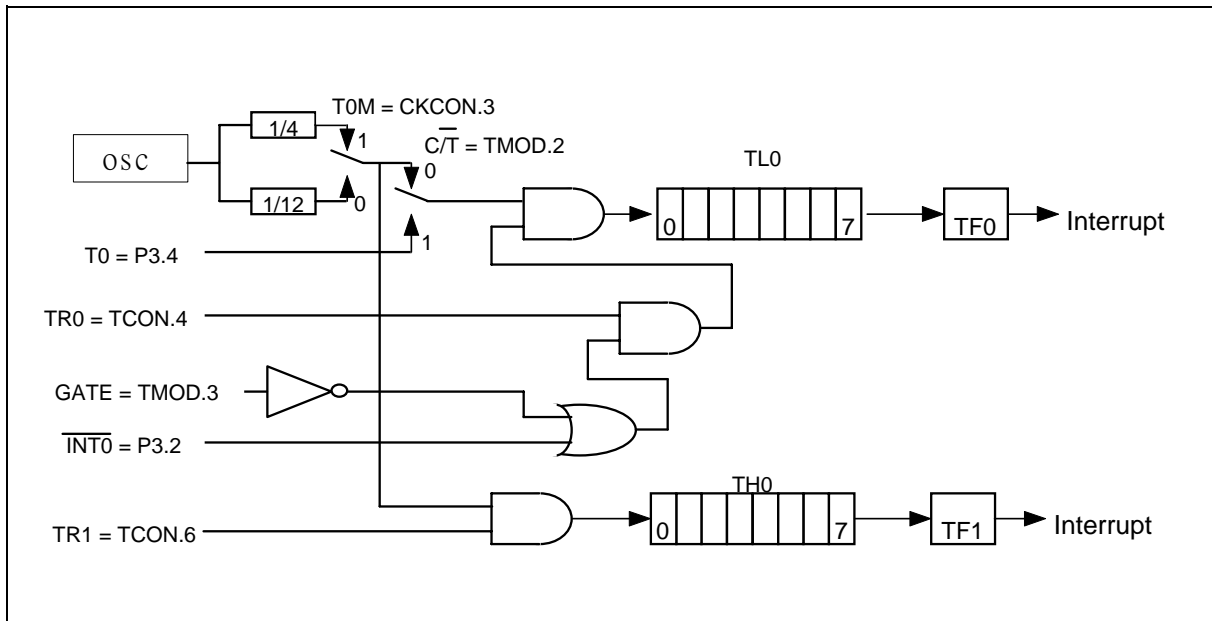 T0M = CKCON.3
1/4
1
C/T̅ = TMOD.2
OSC
0
TL0
1/12
0
0
7
TF0
Interrupt
T0 = P3.4
1
TR0 = TCON.4
GATE = TMOD.3
I̅N̅T̅0̅ = P3.2
TH0
0
7
TF1
Interrupt
TR1 = TCON.6